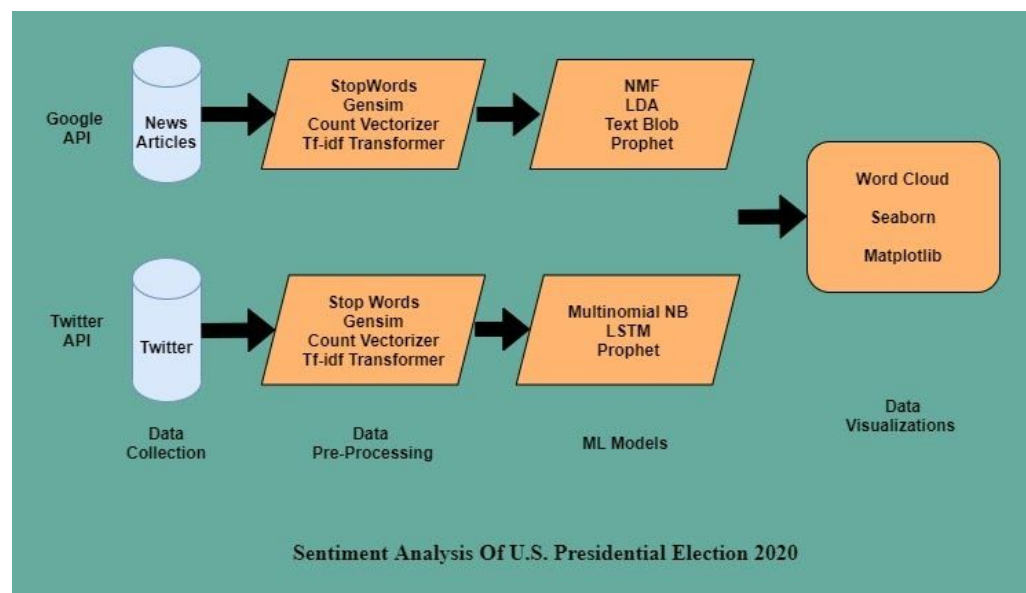 Google
API
News
Articles
StopWords
Gensim
Count Vectorizer
Tf-idf Transformer
NMF
LDA
Text Blob
Prophet
Word Cloud
Seaborn
Matplotlib
Twitter
API
Twitter
Stop Words
Gensim
Count Vectorizer
Tf-idf Transformer
Multinomial NB
LSTM
Prophet
Data
Collection
Data
Pre-Processing
ML Models
Data
Visualizations
Sentiment Analysis Of U.S. Presidential Election 2020